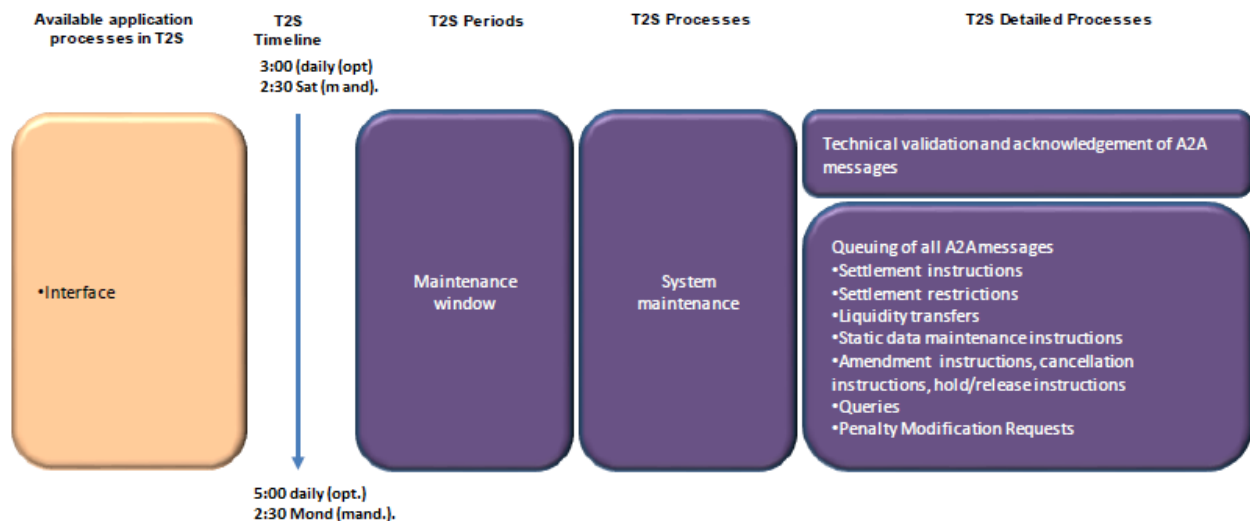 Available application
processes in T2S
T2S
Timeline
T2S Periods
T2S Processes
T2S Detailed Processes
3:00 (daily (opt)
2:30 Sat (m and).
•Interface
Maintenance
window
System
maintenance
Technical validation and acknowledgement of A2A
messages
Queuing of all A2A messages
•Settlement instructions
•Settlement restrictions
•Liquidity transfers
•Static data maintenance instructions
•Amendment instructions, cancellation
instructions, hold/release instructions
•Queries
•Penalty Modification Requests
5:00 daily (opt.)
2:30 Mond (mand.).